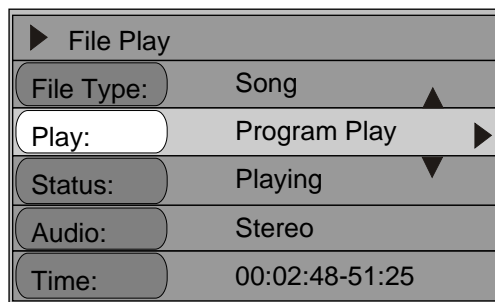 File Play
File Type: Song
Play: Program Play
Status: Playing
Audio: Stereo
Time: 00:02:48-51:25